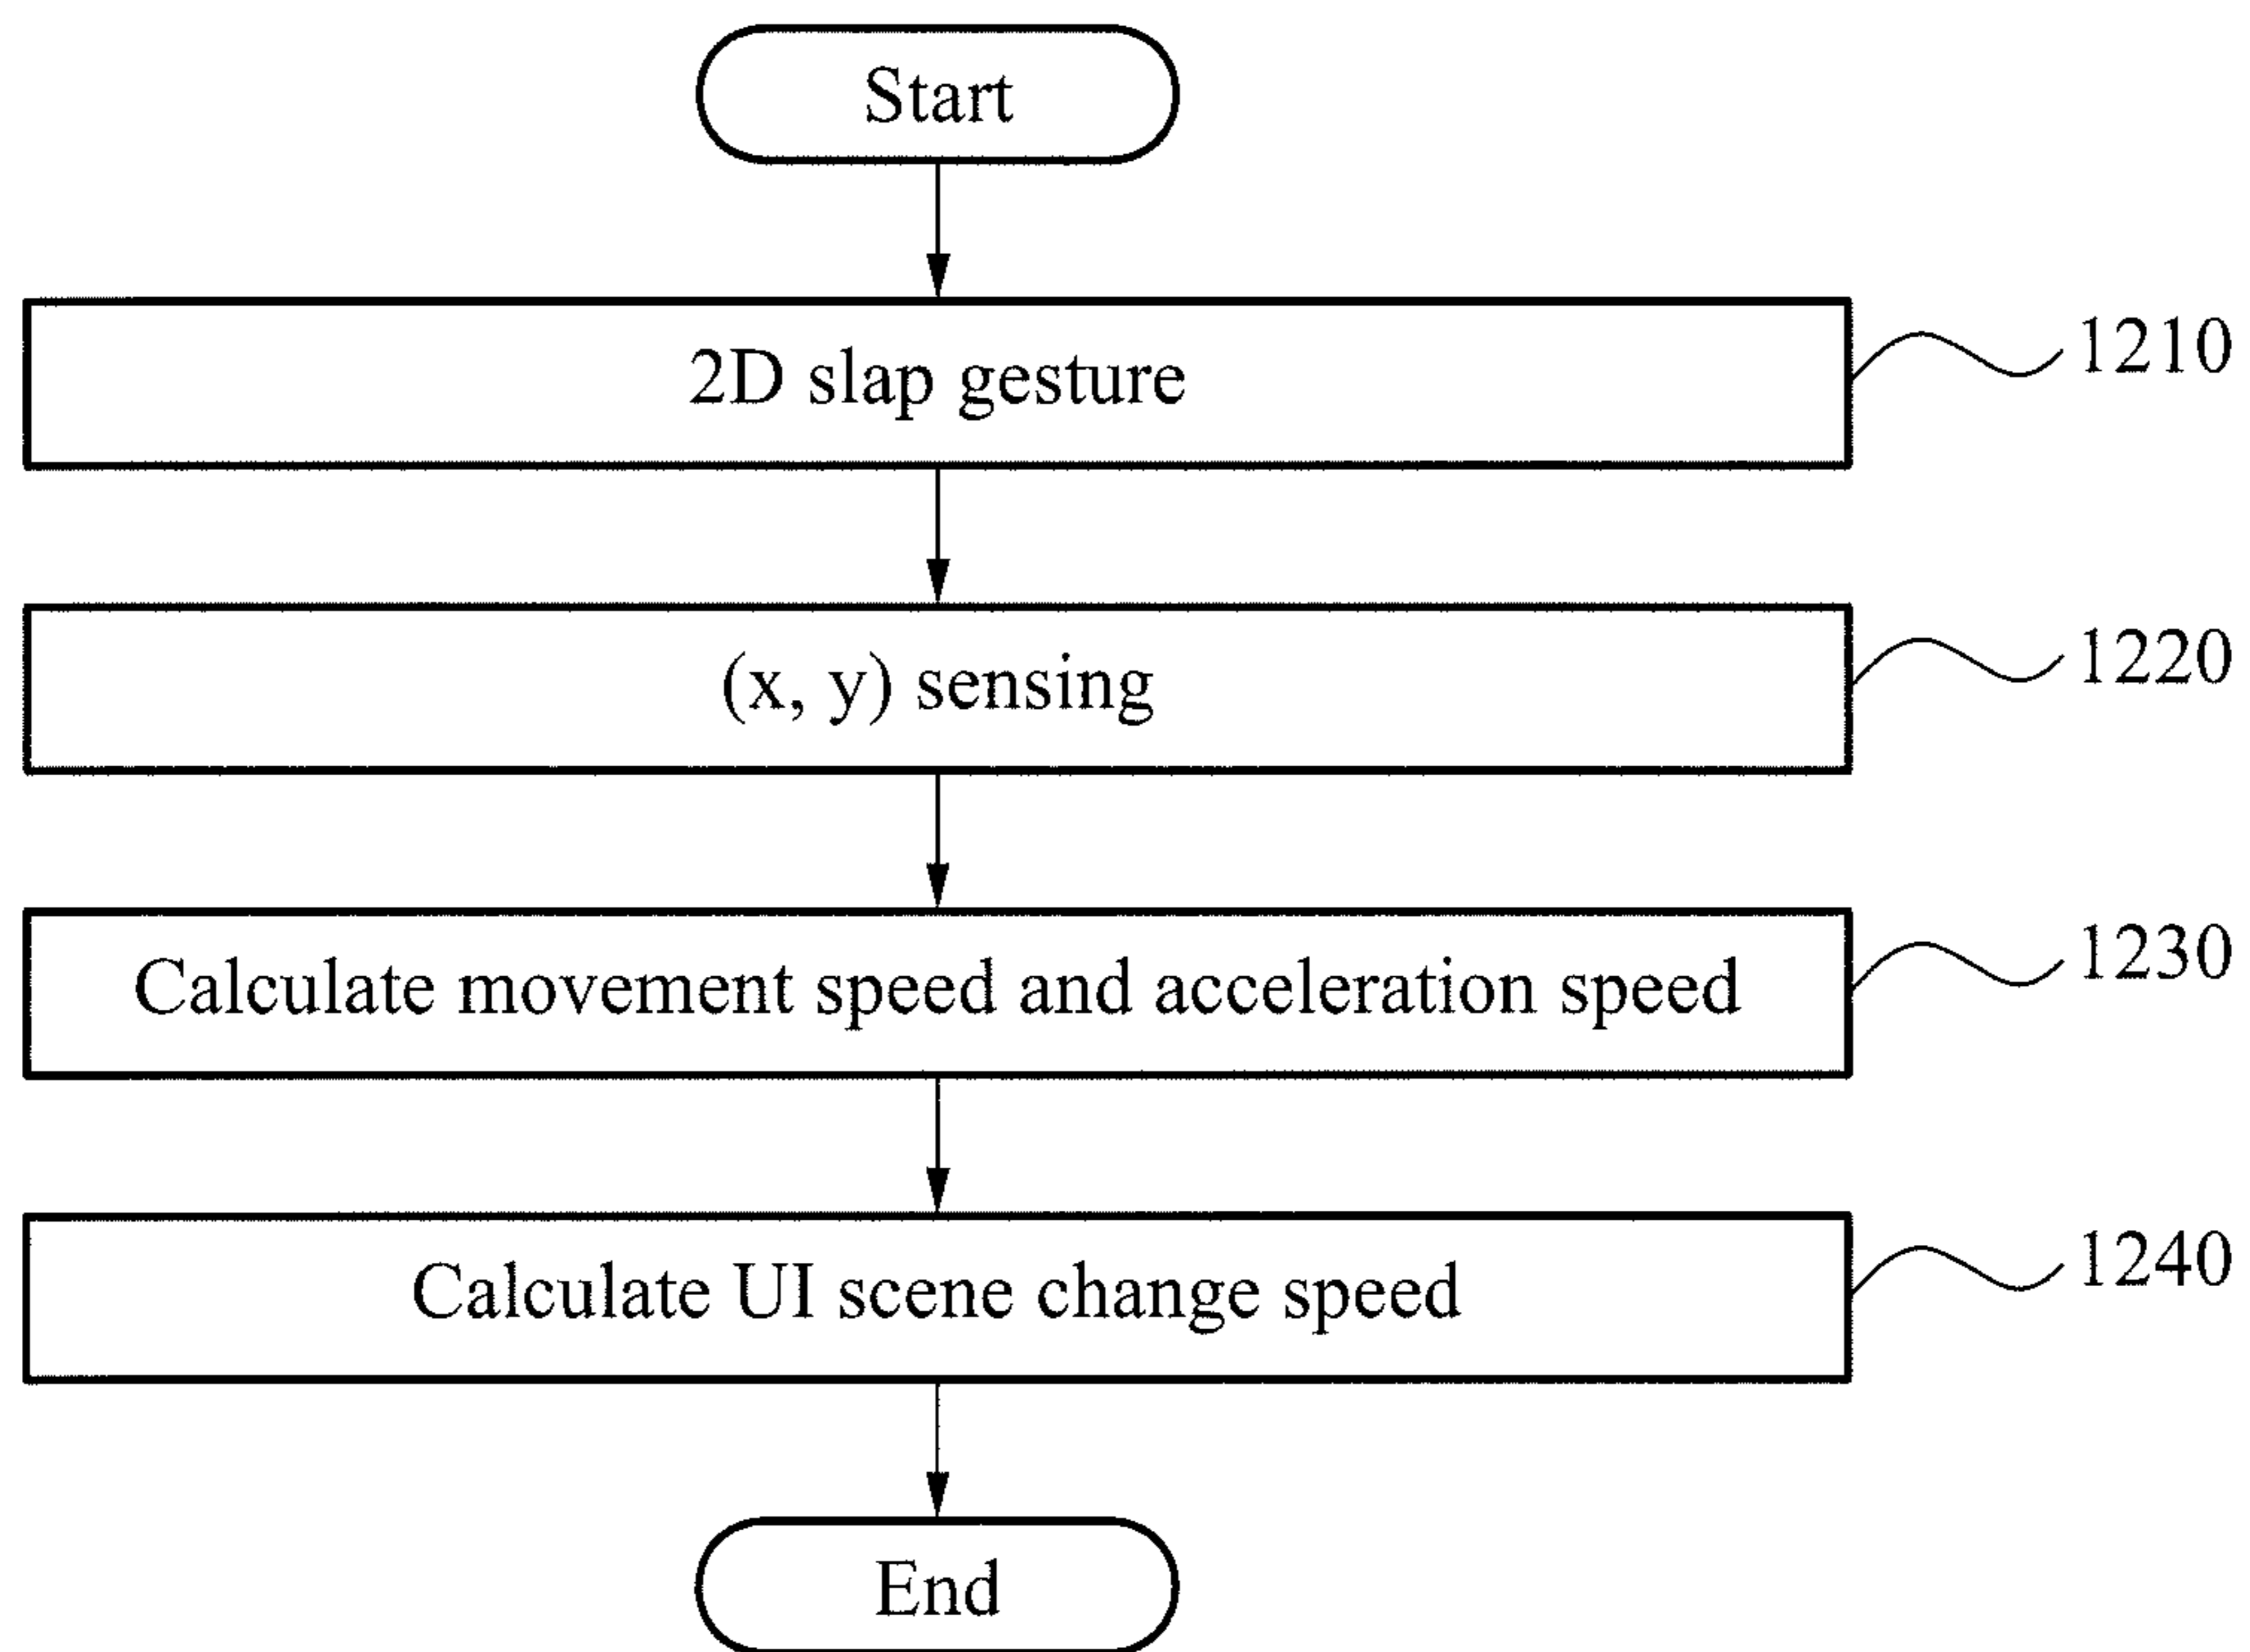 Start
2D slap gesture
1210
(x, y) sensing
1220
Calculate movement speed and acceleration speed
1230
Calculate UI scene change speed
1240
End